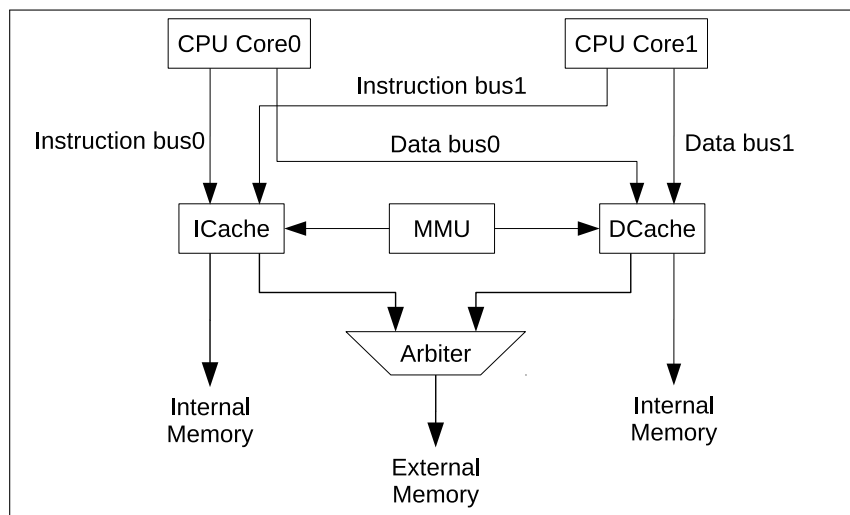 CPU Core0
CPU Core1
Instruction bus1
Instruction bus0
Data bus0
Data bus1
ICache
MMU
DCache
Arbiter
Internal
Memory
Internal
Memory
External
Memory